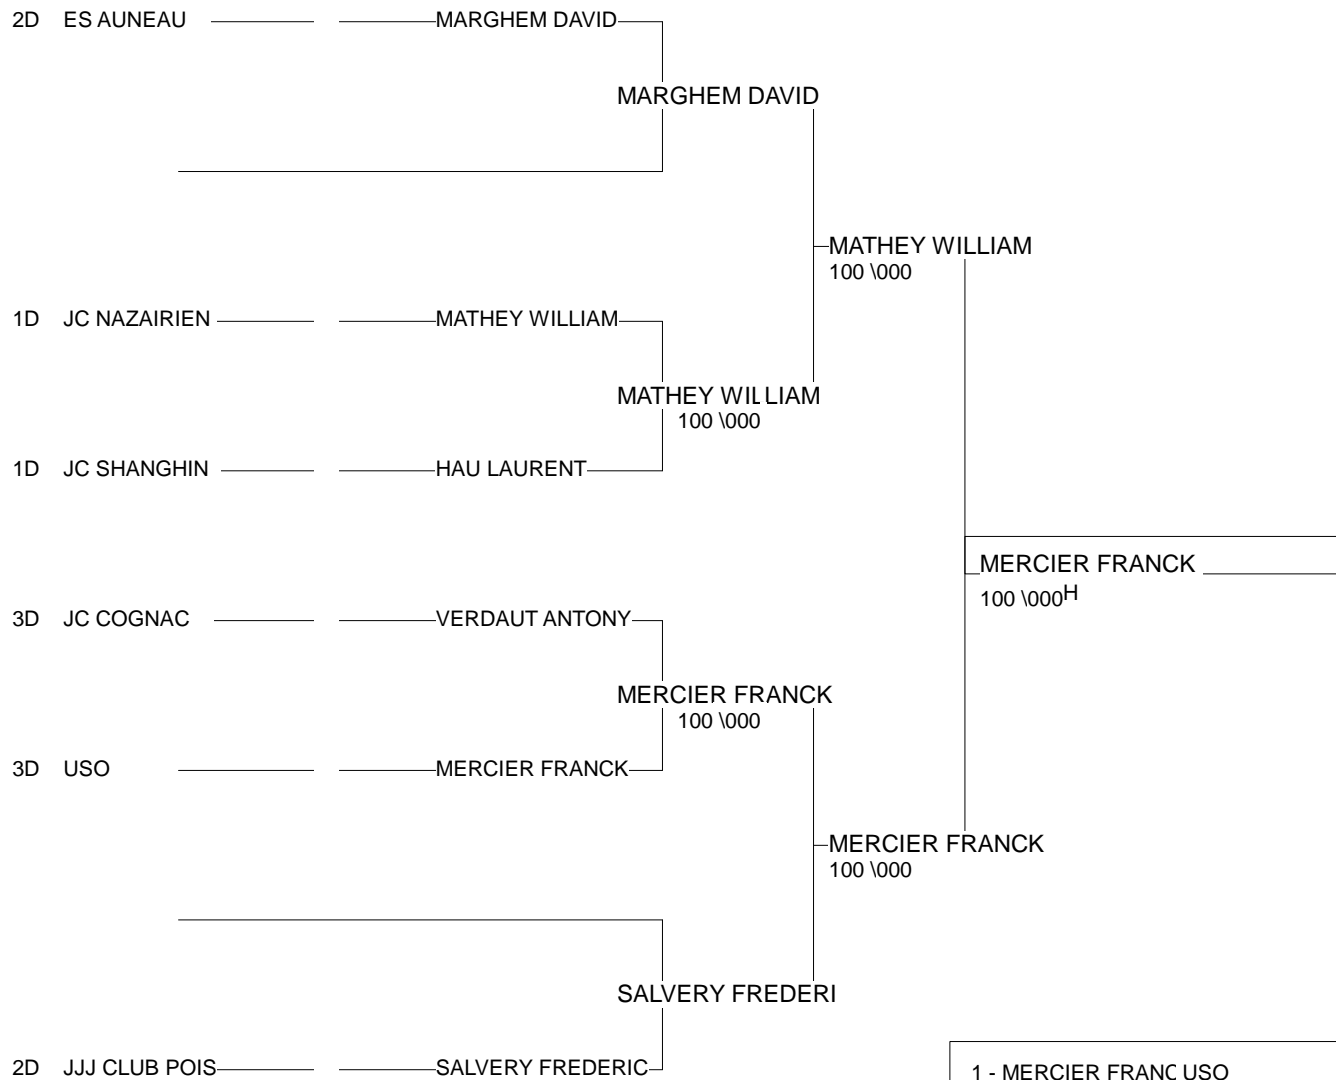 2D ES AUNEAU MARGHEM DAVID
MARGHEM DAVID
MATHEY WILLIAM
100 \000
1D JC NAZAIRIEN MATHEY WILLIAM
MATHEY WILLIAM
100 \000
1D JC SHANGHIN HAU LAURENT
MERCIER FRANCK
100 \000H
3D JC COGNAC VERDAUT ANTONY
MERCIER FRANCK
100 \000
3D USO MERCIER FRANCK
MERCIER FRANCK
100 \000
SALVERY FREDERI
2D JJJ CLUB POIS SALVERY FREDERIC
1 - MERCIER FRANC USO